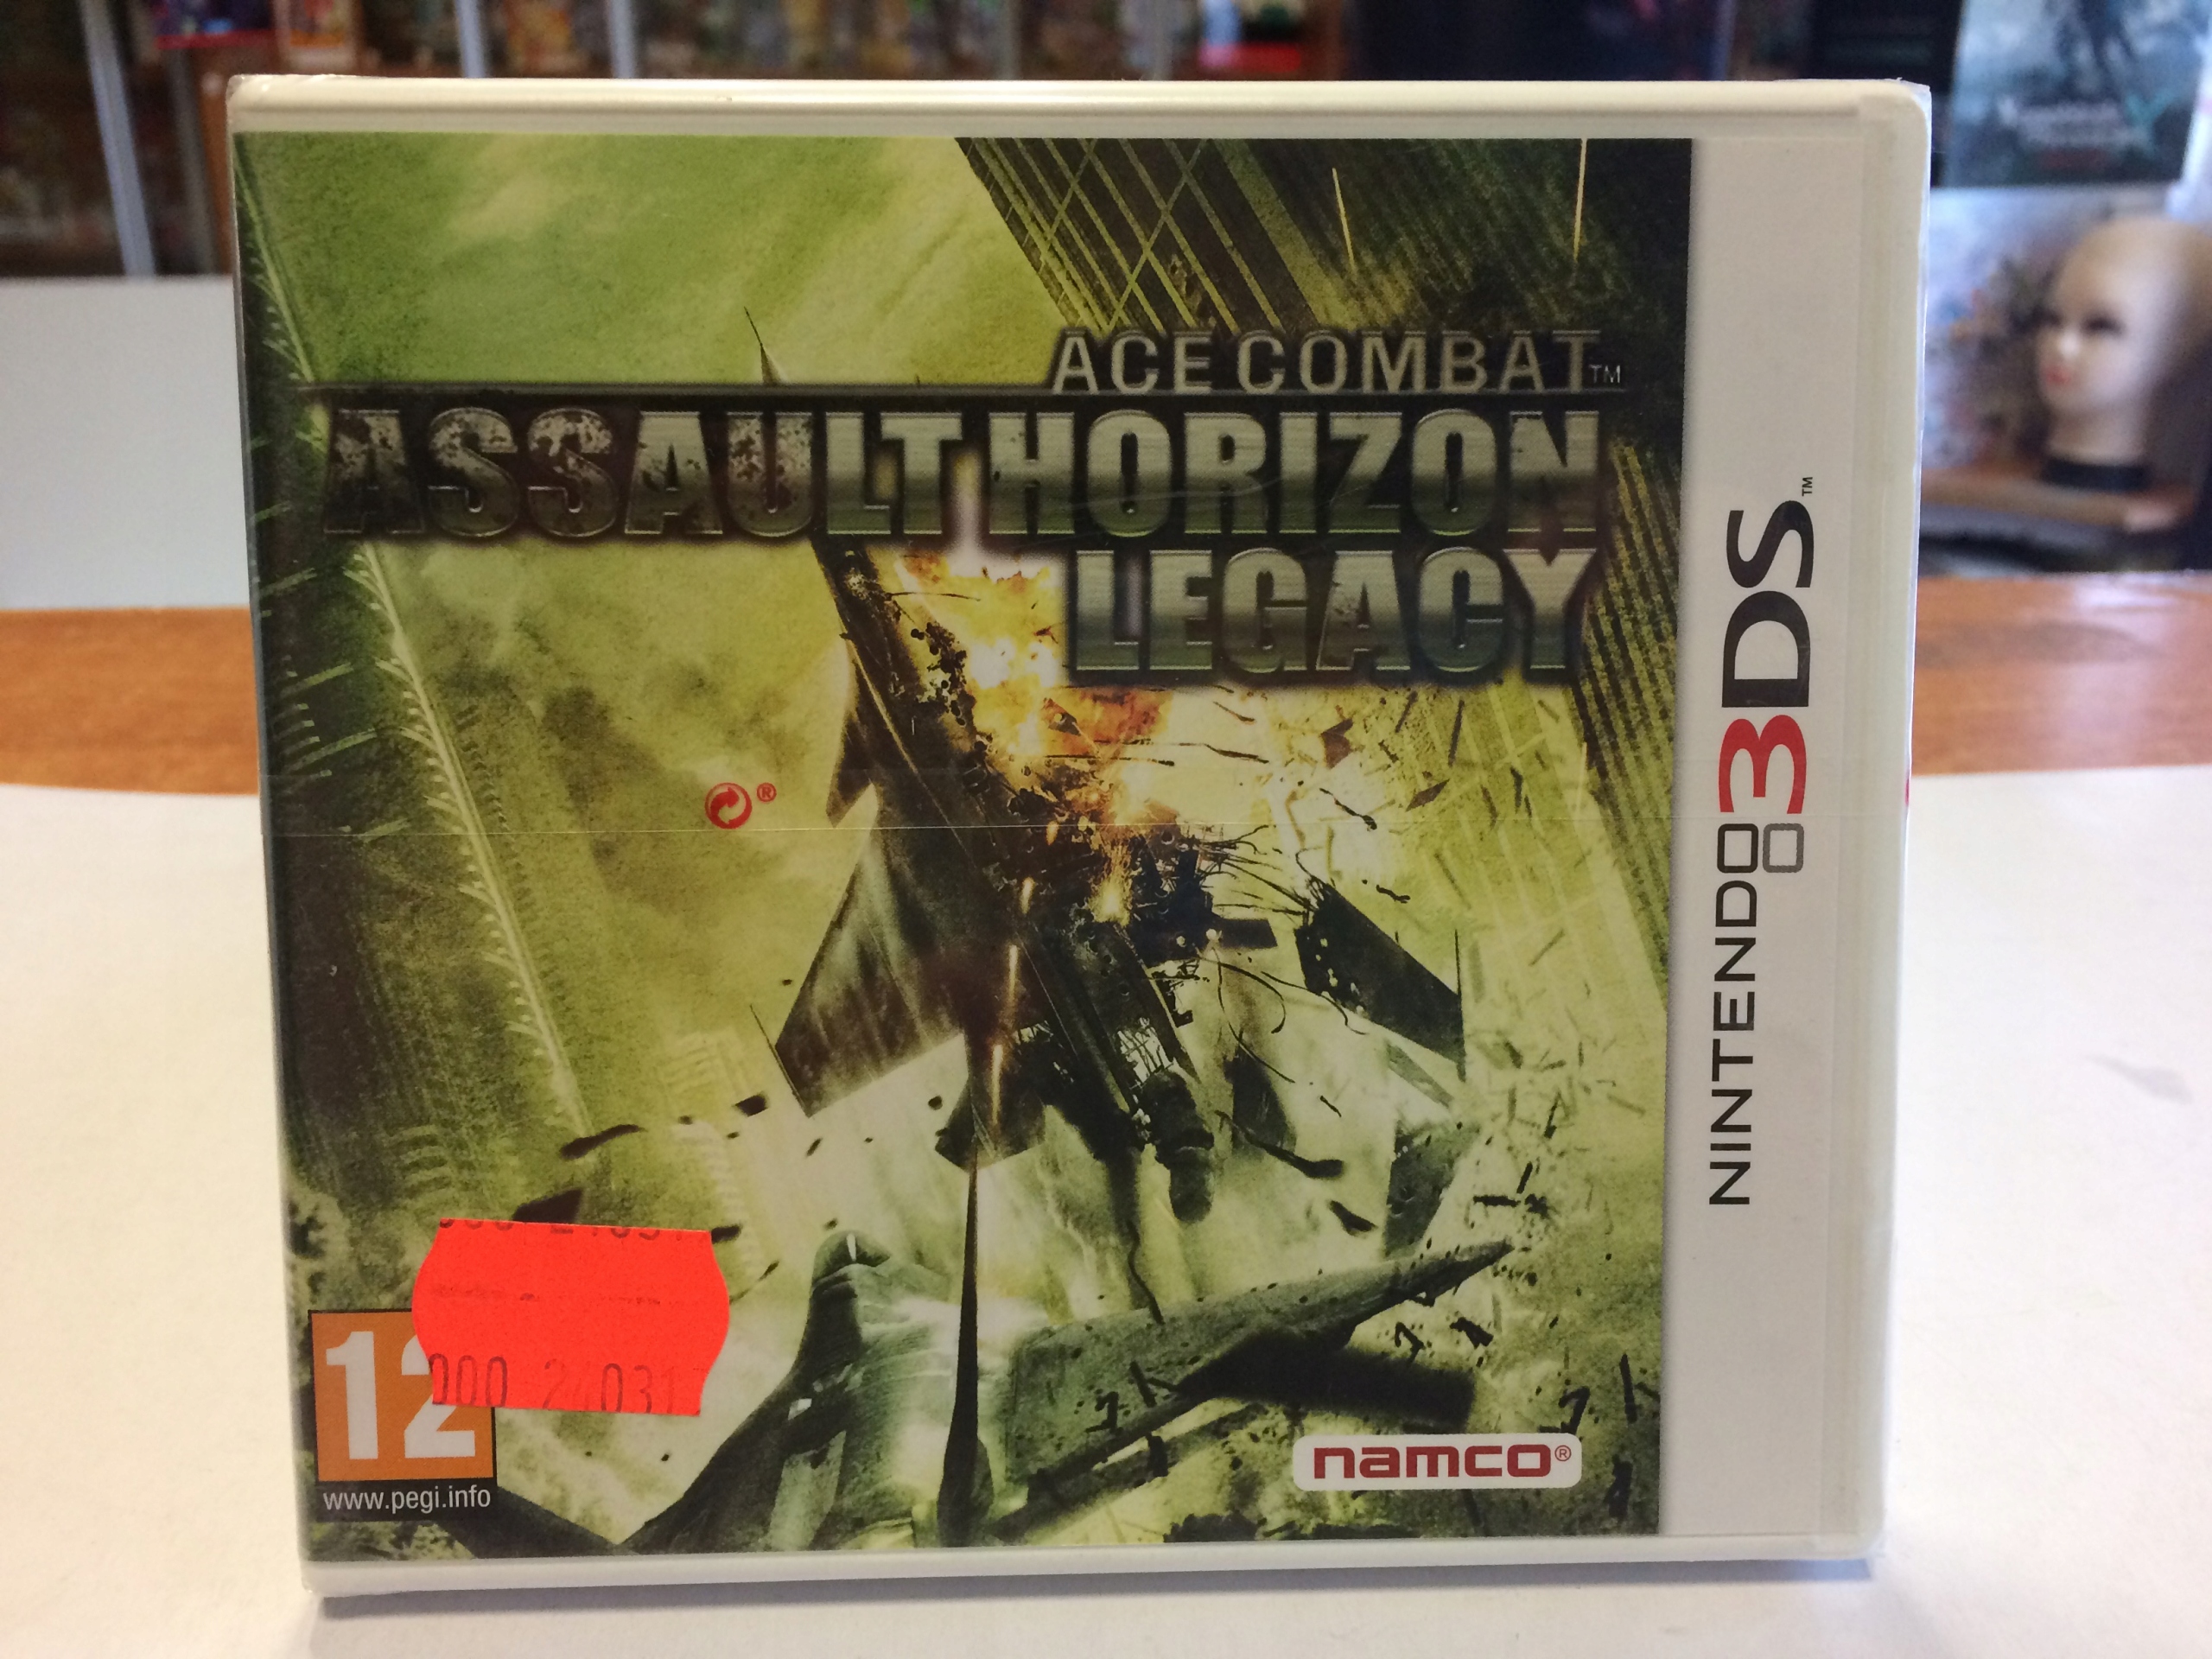 ACE COMBAT™
ASSAULT HORIZON
LEGACY
NINTENDO 3DS™
®
12
www.pegi.info
namco®